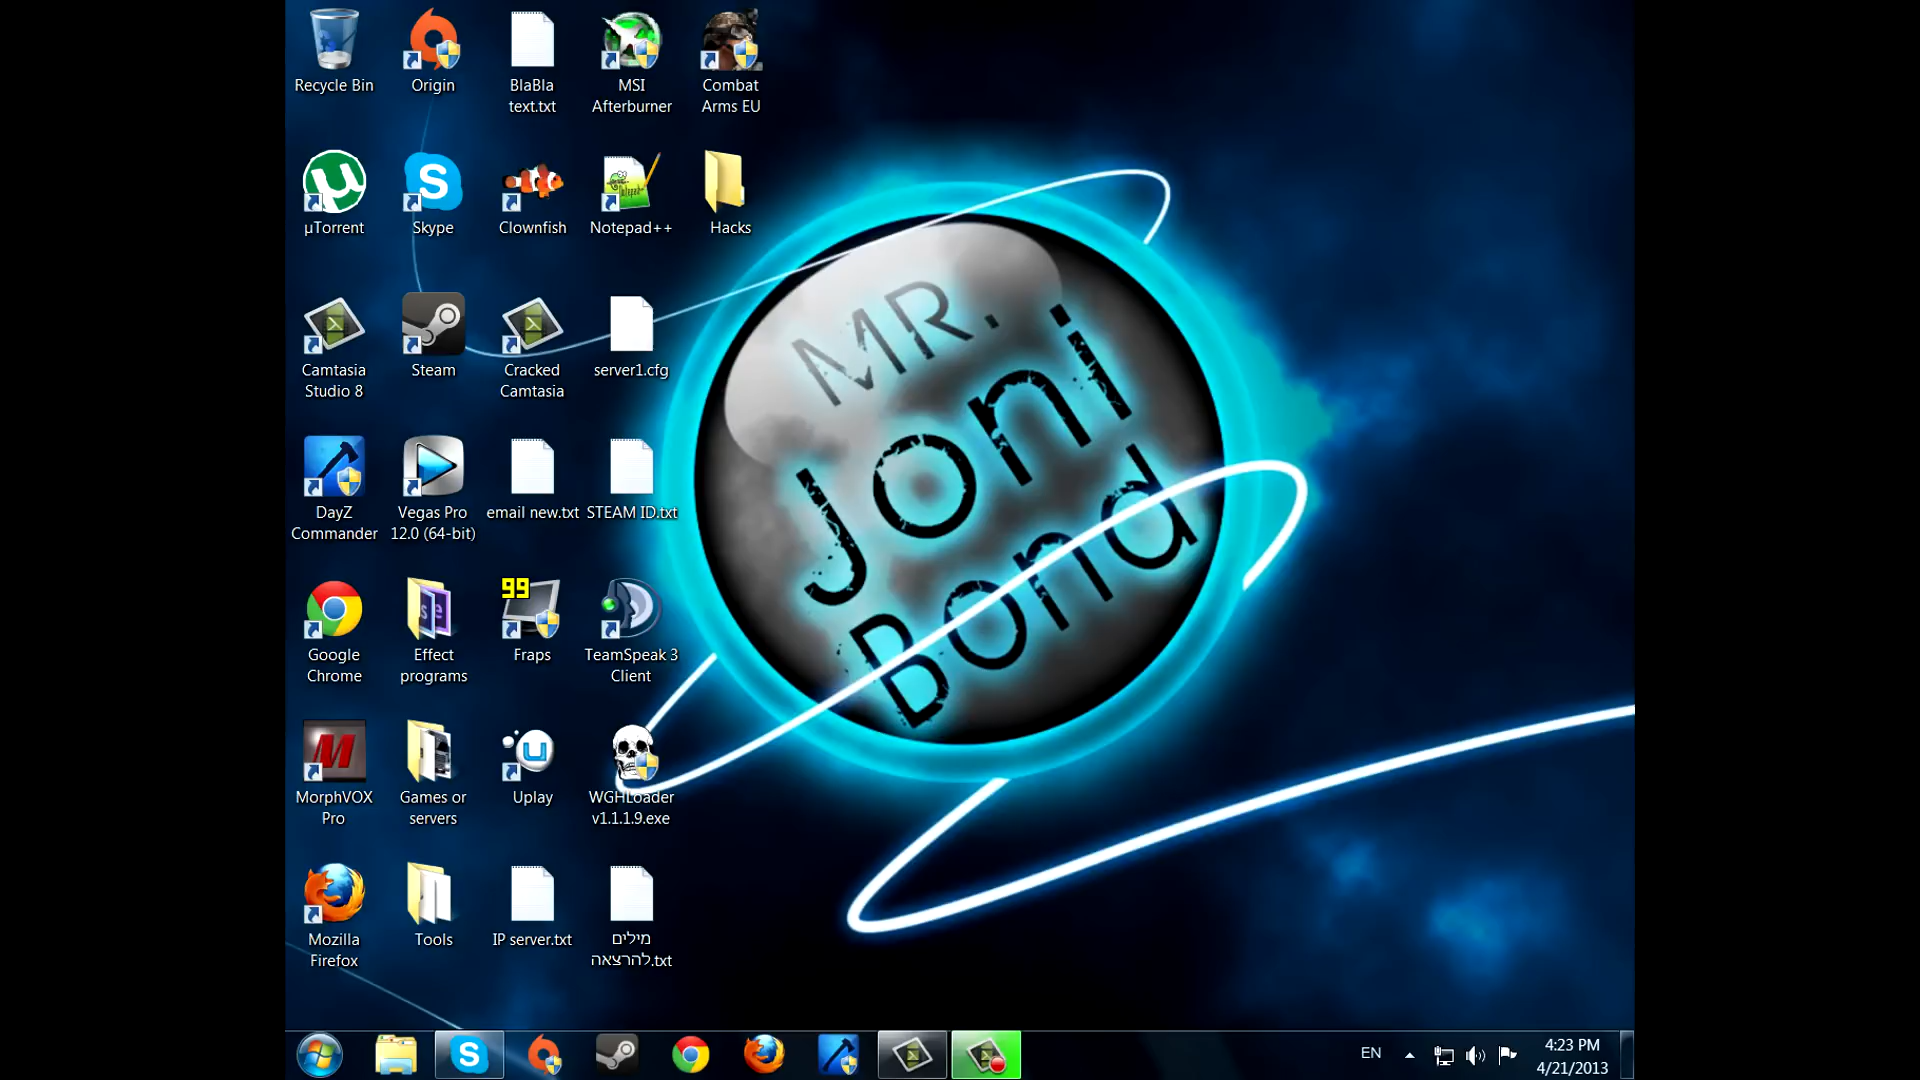 Recycle Bin
Origin
BlaBla
text.txt
MSI
Afterburner
Combat
Arms EU
µTorrent
Skype
Clownfish
Notepad++
Hacks
Camtasia
Studio 8
Steam
Cracked
Camtasia
server1.cfg
DayZ
Commander
Vegas Pro
12.0 (64-bit)
email new.txt
STEAM ID.txt
Google
Chrome
Effect
programs
99
Fraps
TeamSpeak 3
Client
MorphVOX
Pro
Games or
servers
Uplay
WGHLoader
v1.1.1.9.exe
Mozilla
Firefox
Tools
IP server.txt
מילים
להרצאה.txt
MR.
Joni
Bond
EN
4:23 PM
4/21/2013